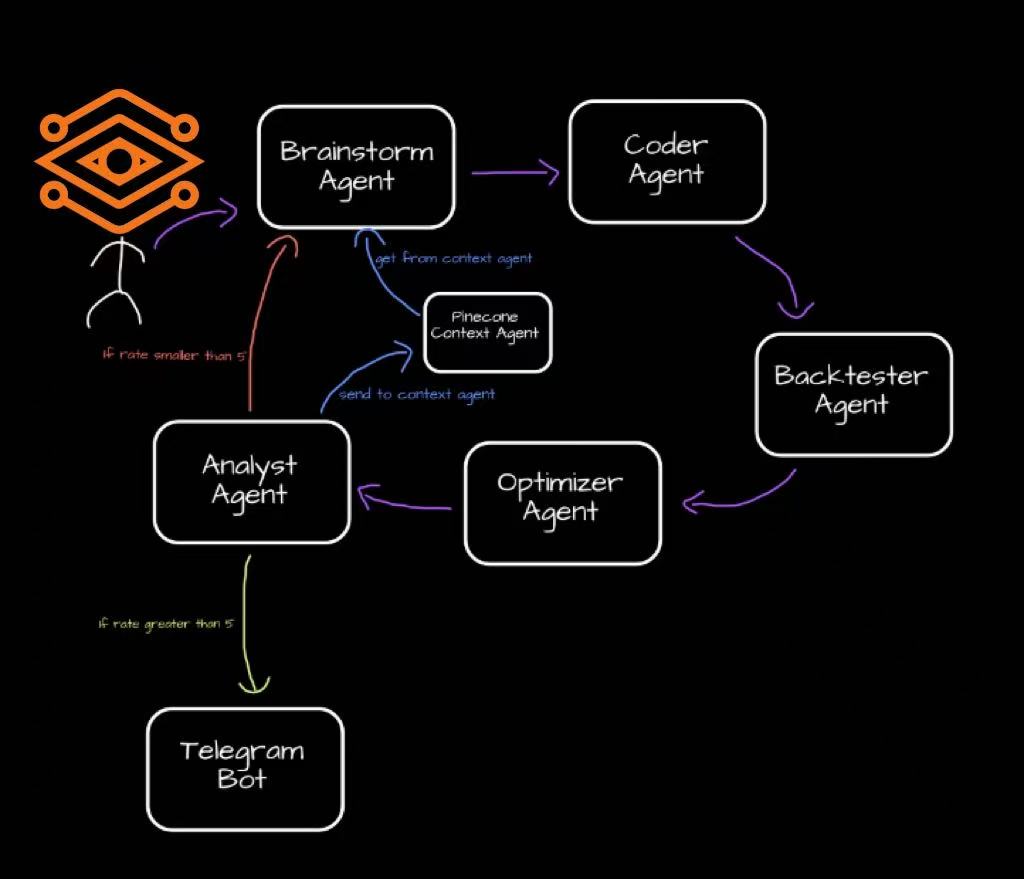 Brainstorm
Agent
Coder
Agent
get from context agent
Pinecone
Context Agent
If rate smaller than 5
send to context agent
Backtester
Agent
Analyst
Agent
Optimizer
Agent
If rate greater than 5
Telegram
Bot